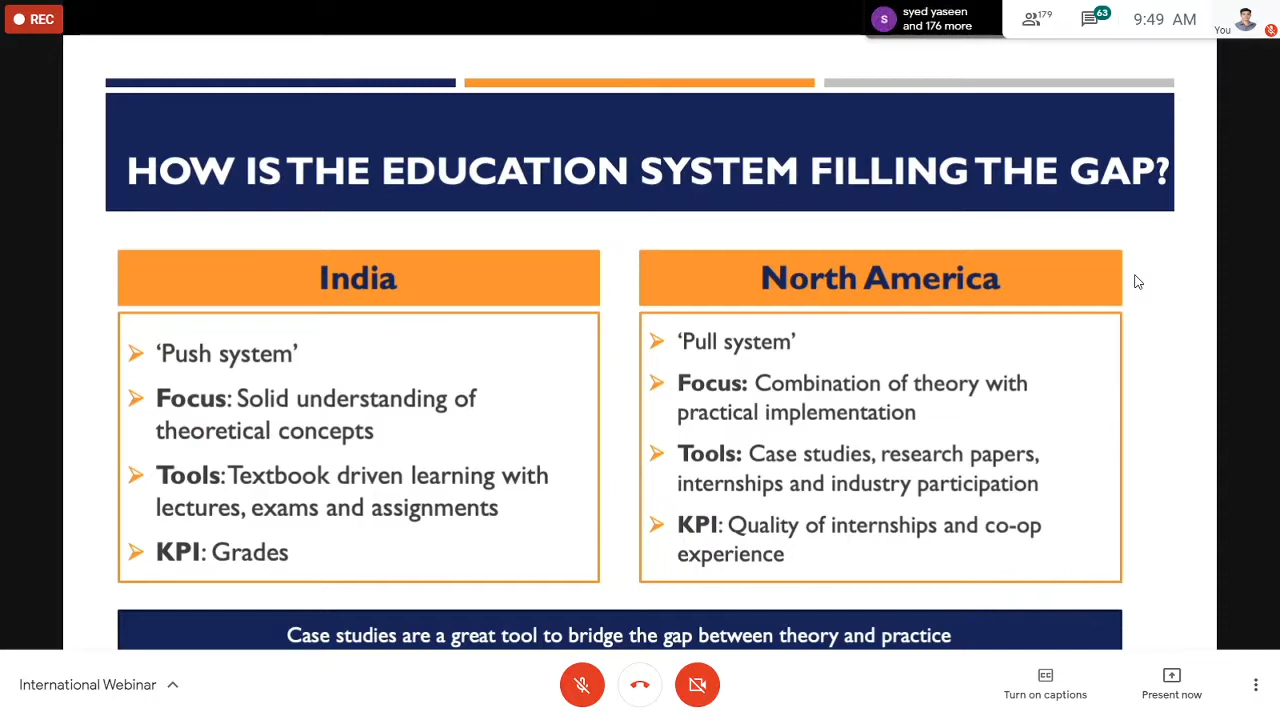 REC
S
syed yaseen
and 176 more
179
63
9:49 AM
You
HOW IS THE EDUCATION SYSTEM FILLING THE GAP?
India
‘Push system’
Focus: Solid understanding of
theoretical concepts
Tools: Textbook driven learning with
lectures, exams and assignments
KPI: Grades
North America
‘Pull system’
Focus: Combination of theory with
practical implementation
Tools: Case studies, research papers,
internships and industry participation
KPI: Quality of internships and co-op
experience
Case studies are a great tool to bridge the gap between theory and practice
International Webinar
CC
Turn on captions
Present now